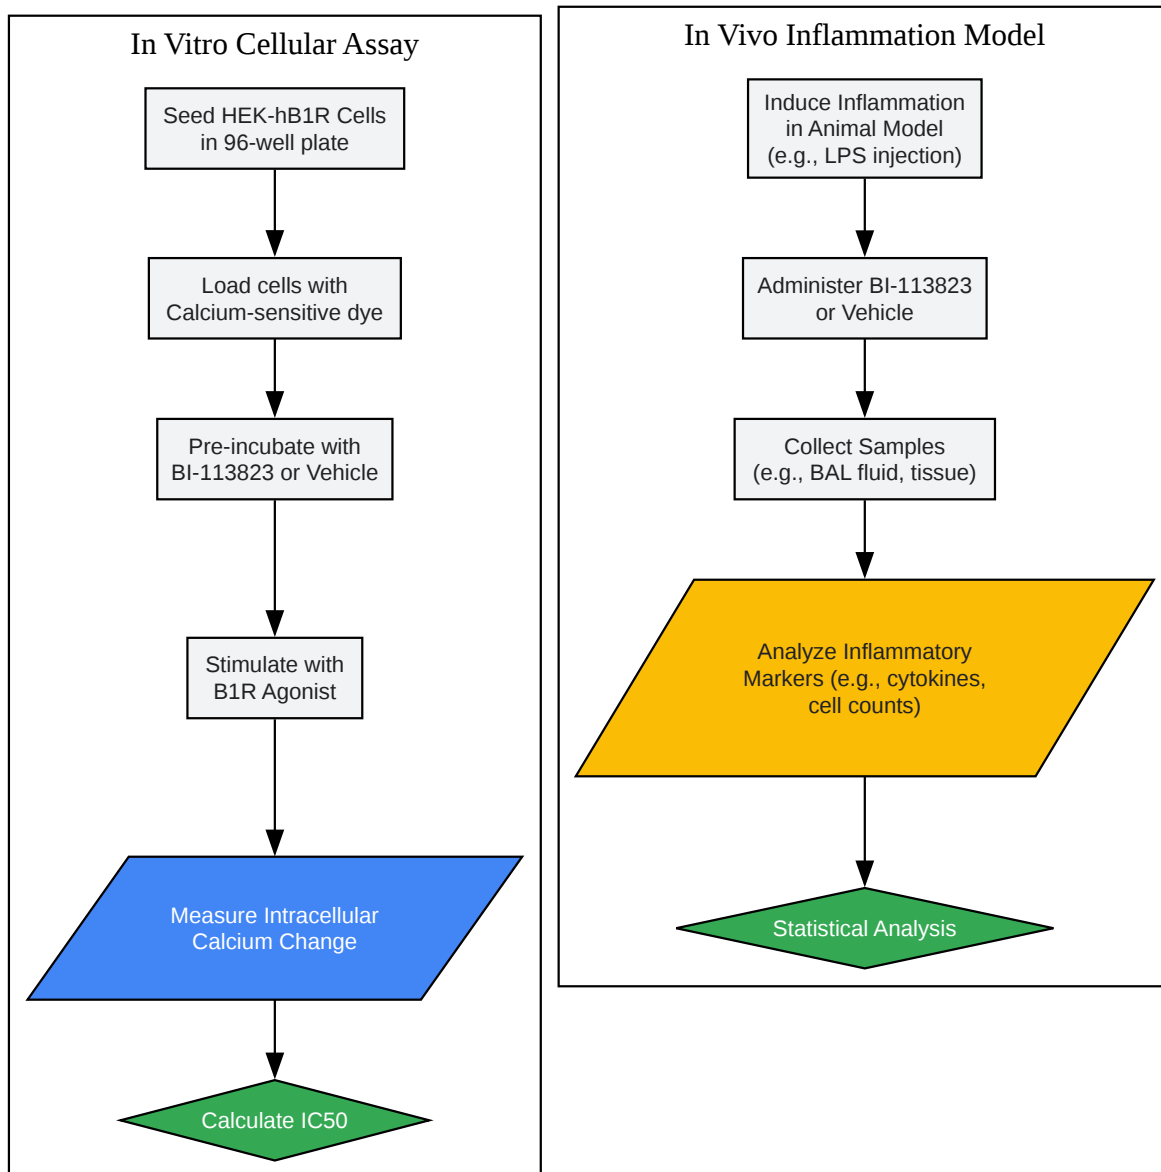 In Vitro Cellular Assay
Seed HEK-hB1R Cells
in 96-well plate
Load cells with
Calcium-sensitive dye
Pre-incubate with
BI-113823 or Vehicle
Stimulate with
B1R Agonist
Measure Intracellular
Calcium Change
Calculate IC50
In Vivo Inflammation Model
Induce Inflammation
in Animal Model
(e.g., LPS injection)
Administer BI-113823
or Vehicle
Collect Samples
(e.g., BAL fluid, tissue)
Analyze Inflammatory
Markers (e.g., cytokines,
cell counts)
Statistical Analysis